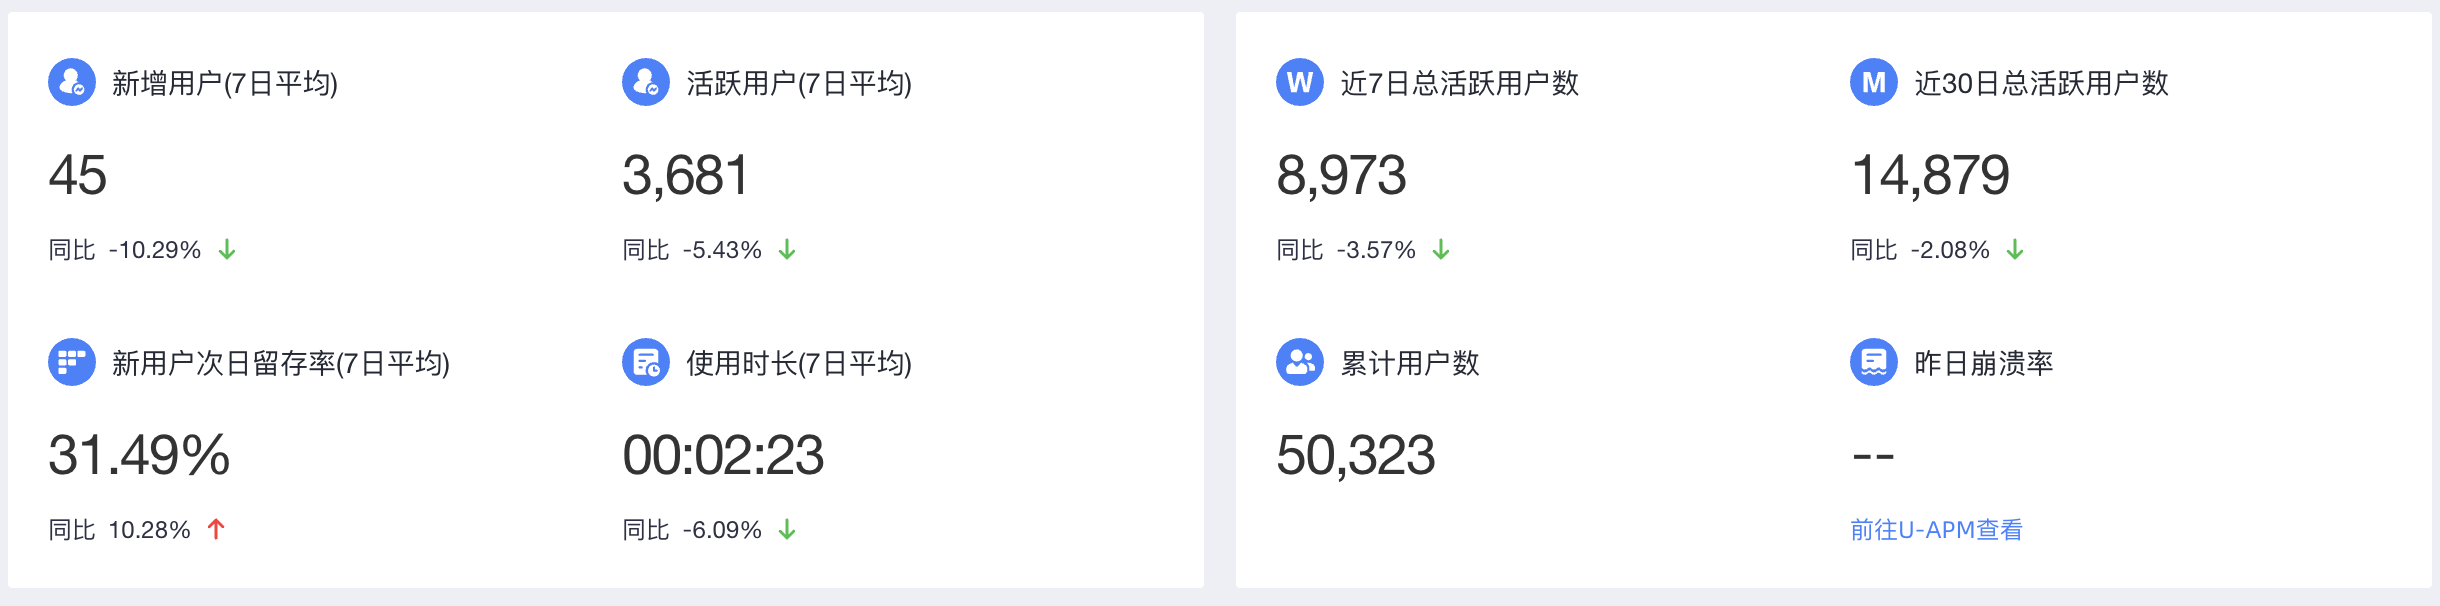 新增用户(7日平均)
45
同比 -10.29% ↓
活跃用户(7日平均)
3,681
同比 -5.43% ↓
新用户次日留存率(7日平均)
31.49%
同比 10.28% ↑
使用时长(7日平均)
00:02:23
同比 -6.09% ↓
W 近7日总活跃用户数
8,973
同比 -3.57% ↓
M 近30日总活跃用户数
14,879
同比 -2.08% ↓
累计用户数
50,323
昨日崩溃率
--
前往U-APM查看